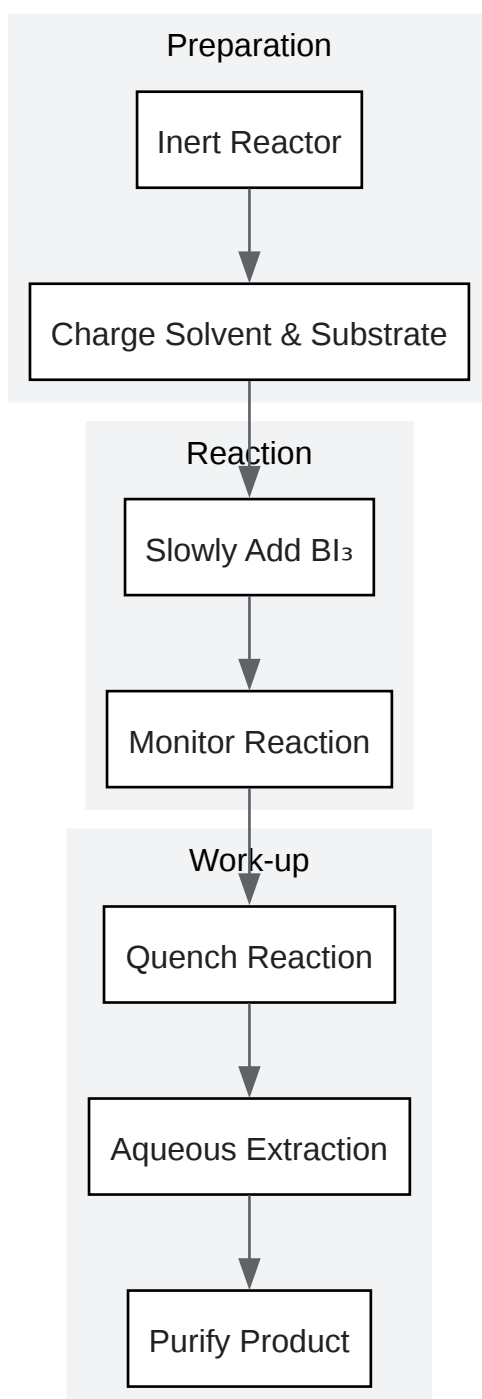 Preparation
Inert Reactor
Charge Solvent & Substrate
Reaction
Slowly Add BI₃
Monitor Reaction
Work-up
Quench Reaction
Aqueous Extraction
Purify Product